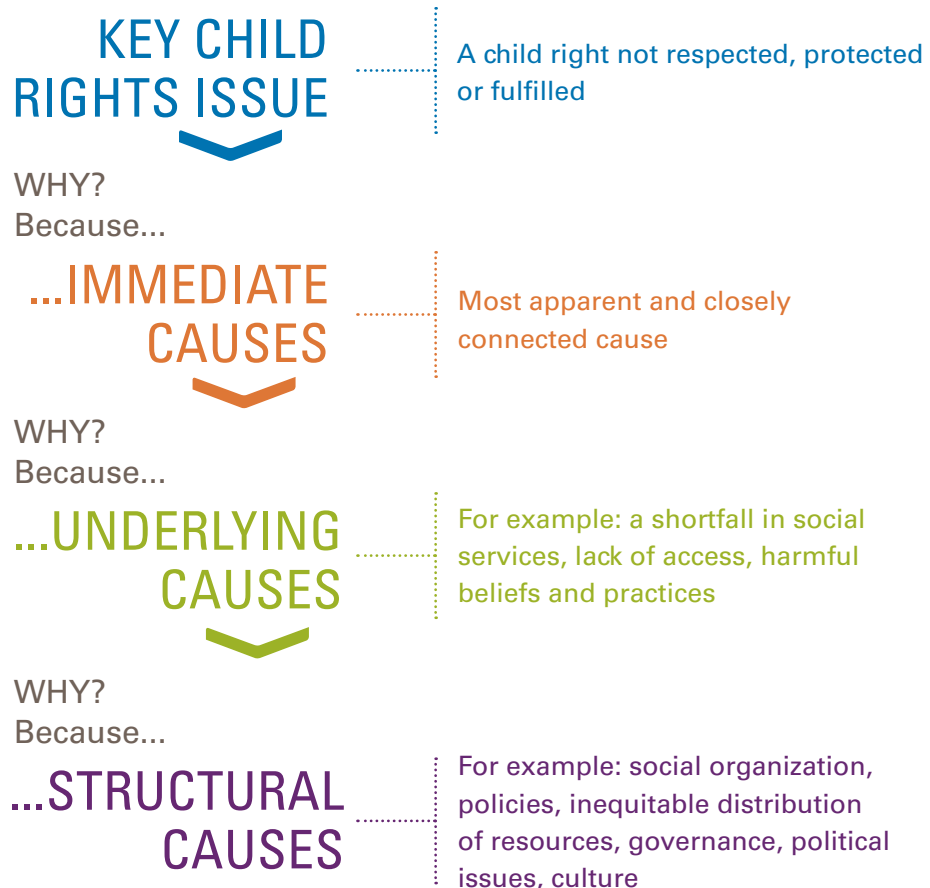 KEY CHILD
RIGHTS ISSUE
A child right not respected, protected
or fulfilled
WHY?
Because...
...IMMEDIATE
CAUSES
Most apparent and closely
connected cause
WHY?
Because...
...UNDERLYING
CAUSES
For example: a shortfall in social
services, lack of access, harmful
beliefs and practices
WHY?
Because...
...STRUCTURAL
CAUSES
For example: social organization,
policies, inequitable distribution
of resources, governance, political
issues, culture